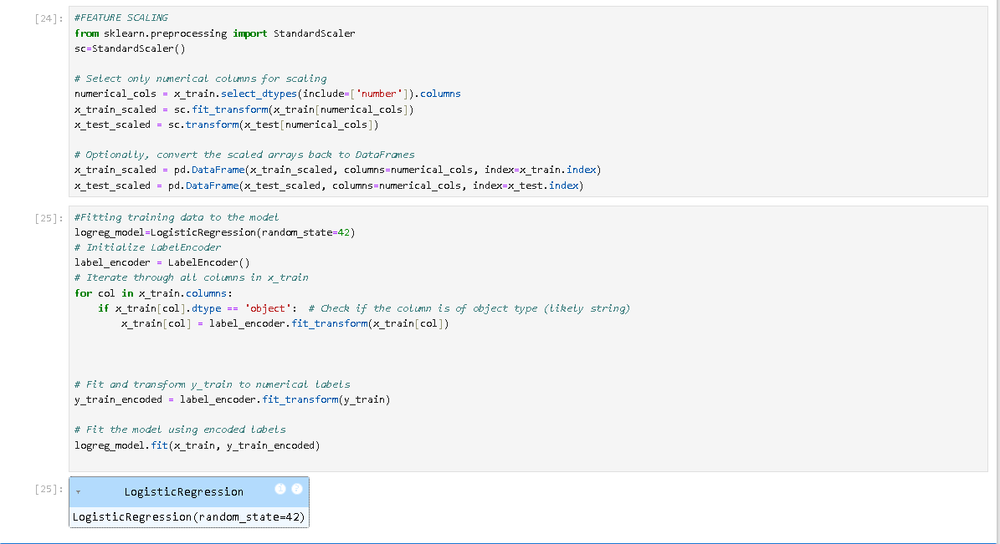 [24]:
#FEATURE SCALING
from sklearn.preprocessing import StandardScaler
sc=StandardScaler()
# Select only numerical columns for scaling
numerical_cols = x_train.select_dtypes(include=['number']).columns
x_train_scaled = sc.fit_transform(x_train[numerical_cols])
x_test_scaled = sc.transform(x_test[numerical_cols])
# Optionally, convert the scaled arrays back to DataFrames
x_train_scaled = pd.DataFrame(x_train_scaled, columns=numerical_cols, index=x_train.index)
x_test_scaled = pd.DataFrame(x_test_scaled, columns=numerical_cols, index=x_test.index)
[25]:
#Fitting training data to the model
logreg_model=LogisticRegression(random_state=42)
# Initialize LabelEncoder
label_encoder = LabelEncoder()
# Iterate through all columns in x_train
for col in x_train.columns:
    if x_train[col].dtype == 'object':  # Check if the column is of object type (likely string)
        x_train[col] = label_encoder.fit_transform(x_train[col])
# Fit and transform y_train to numerical labels
y_train_encoded = label_encoder.fit_transform(y_train)
# Fit the model using encoded labels
logreg_model.fit(x_train, y_train_encoded)
[25]:
▾ LogisticRegression i ?
LogisticRegression(random_state=42)